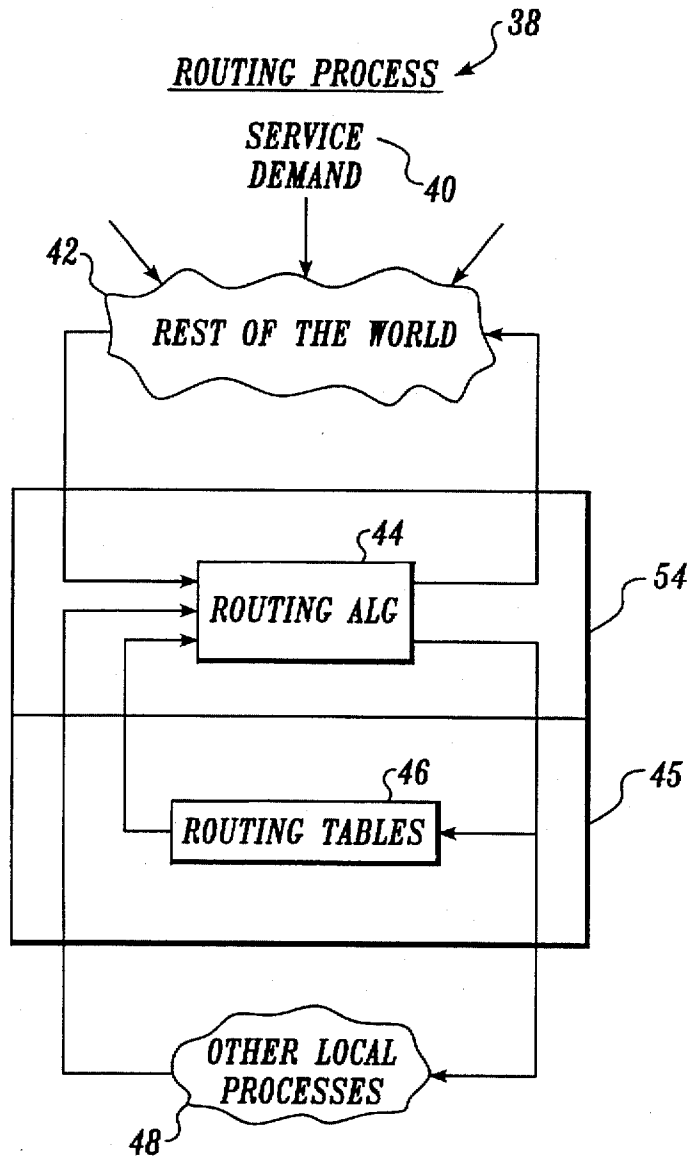 38
ROUTING PROCESS
SERVICE
DEMAND
40
42
REST OF THE WORLD
44
ROUTING ALG
54
46
45
ROUTING TABLES
OTHER LOCAL
PROCESSES
48